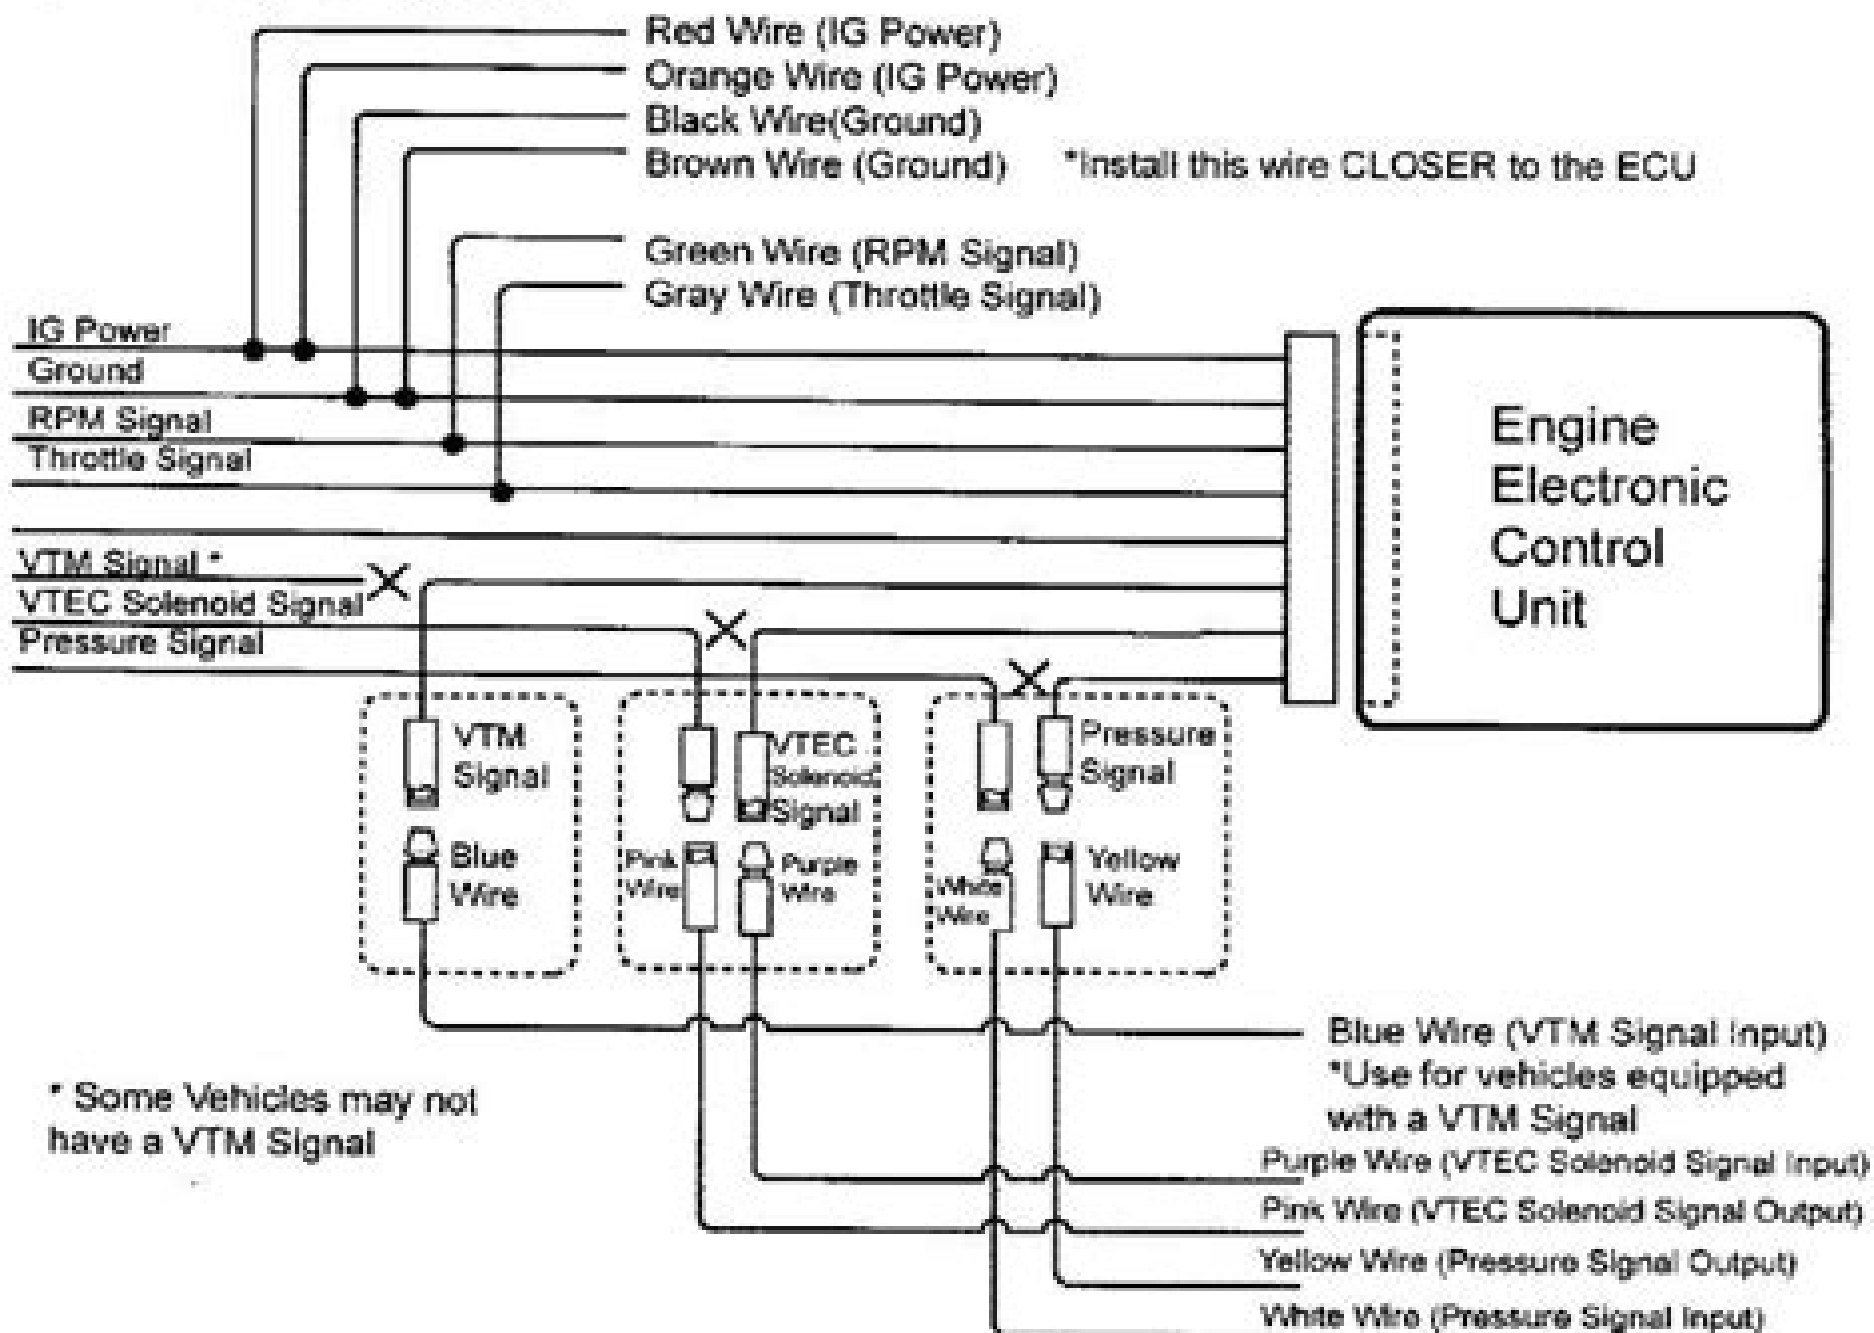 Red Wire (IG Power)
Orange Wire (IG Power)
Black Wire(Ground)
Brown Wire (Ground) *Install this wire CLOSER to the ECU
Green Wire (RPM Signal)
Gray Wire (Throttle Signal)
IG Power
Ground
RPM Signal
Throttle Signal
VTM Signal *
VTEC Solenoid Signal
Pressure Signal
Engine
Electronic
Control
Unit
VTM
Signal
Blue
Wire
VTEC
Solenoid
Signal
Pink
Wire
Purple
Wire
Pressure
Signal
White
Wire
Yellow
Wire
* Some Vehicles may not
have a VTM Signal
Blue Wire (VTM Signal Input)
*Use for vehicles equipped
with a VTM Signal
Purple Wire (VTEC Solenoid Signal Input)
Pink Wire (VTEC Solenoid Signal Output)
Yellow Wire (Pressure Signal Output)
White Wire (Pressure Signal Input)